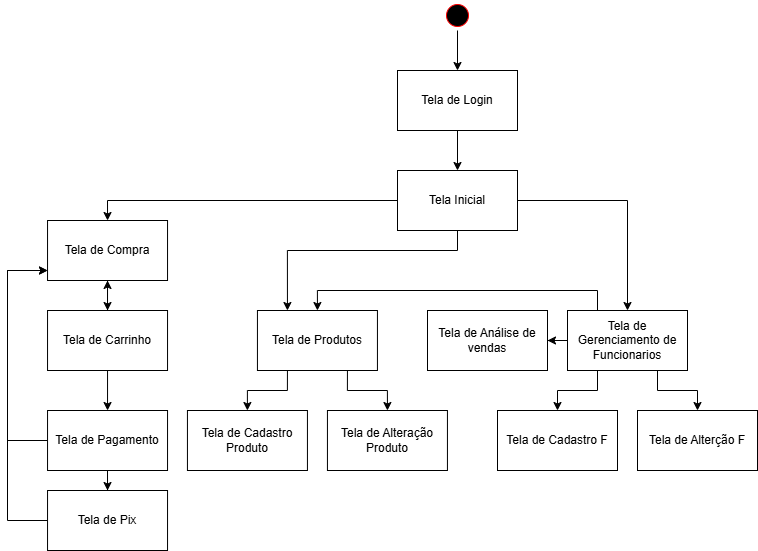 Tela de Login
Tela Inicial
Tela de Compra
Tela de Carrinho
Tela de Produtos
Tela de Análise de
vendas
Tela de
Gerenciamento de
Funcionarios
Tela de Pagamento
Tela de Cadastro
Produto
Tela de Alteração
Produto
Tela de Cadastro F
Tela de Alterção F
Tela de Pix